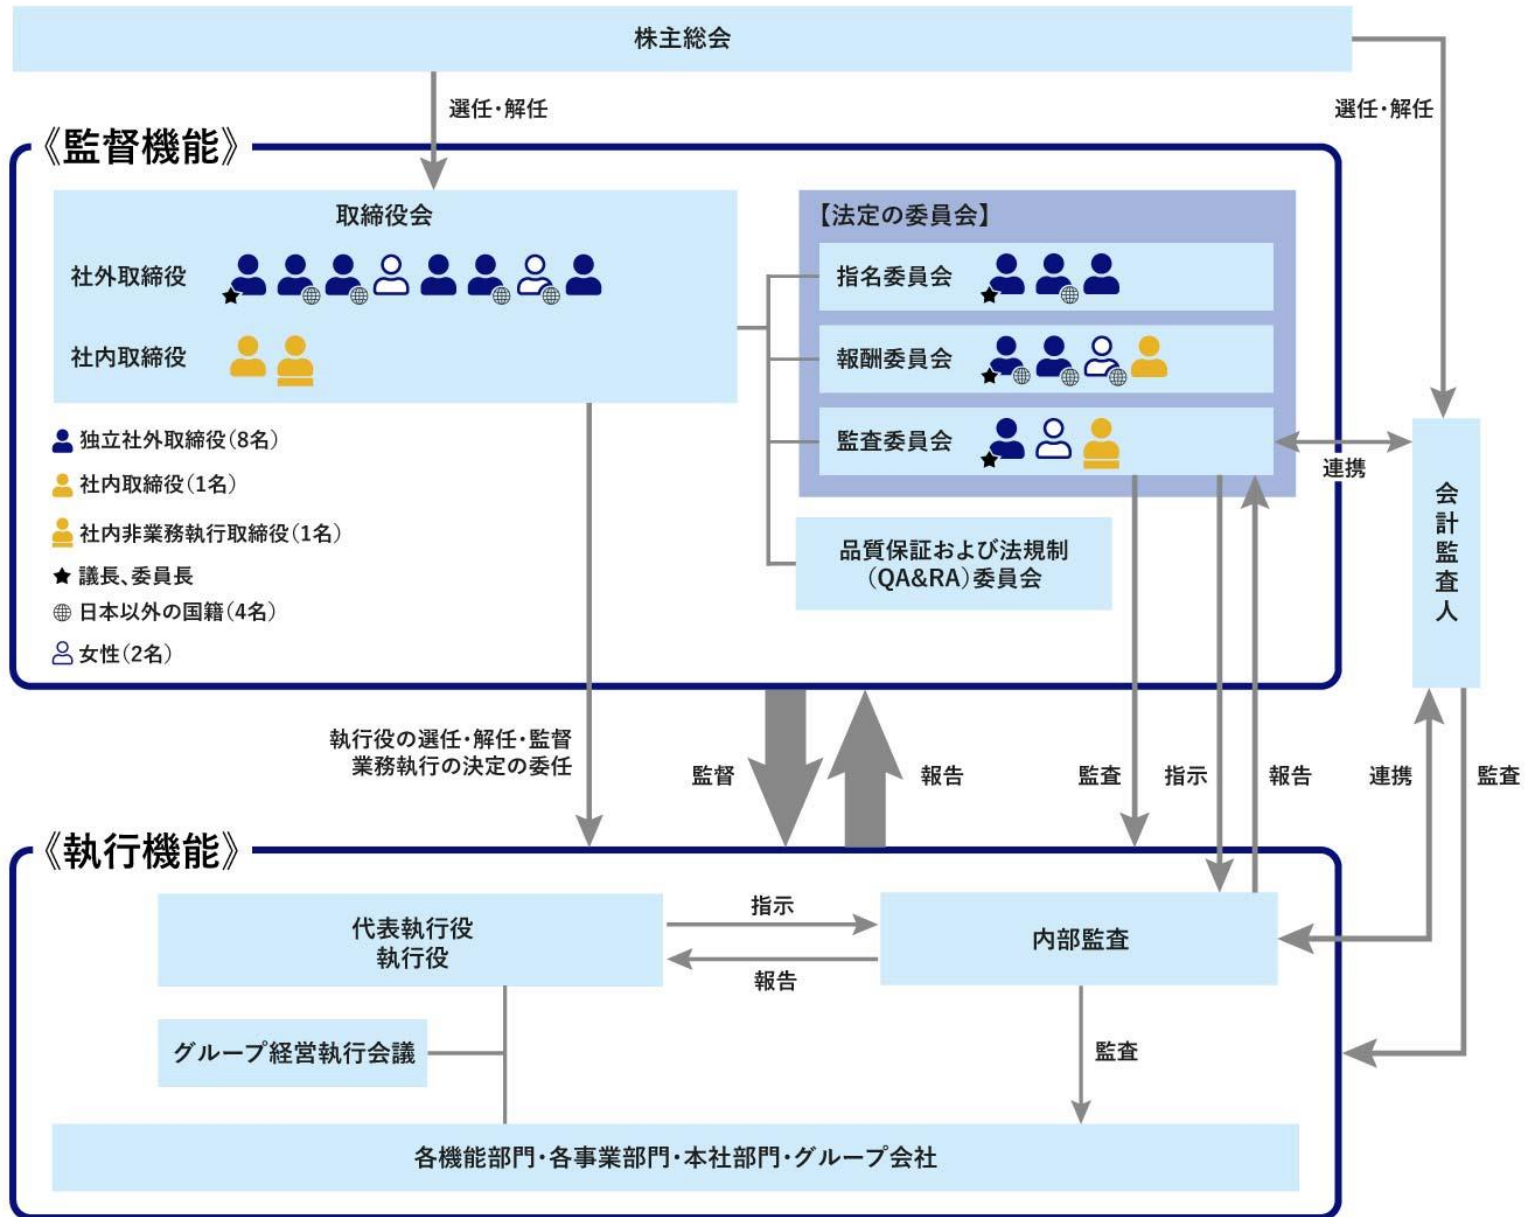 株主総会
選任・解任
選任・解任
《監督機能》
取締役会
社外取締役
社内取締役
【法定の委員会】
指名委員会
報酬委員会
監査委員会
独立社外取締役(8名)
社内取締役(1名)
社内非業務執行取締役(1名)
議長、委員長
日本以外の国籍(4名)
女性(2名)
品質保証および法規制
(QA&RA)委員会
連携
会計監査人
執行役の選任・解任・監督
業務執行の決定の委任
監督
報告
監査
指示
報告
連携
監査
《執行機能》
代表執行役
執行役
指示
報告
内部監査
グループ経営執行会議
監査
各機能部門・各事業部門・本社部門・グループ会社